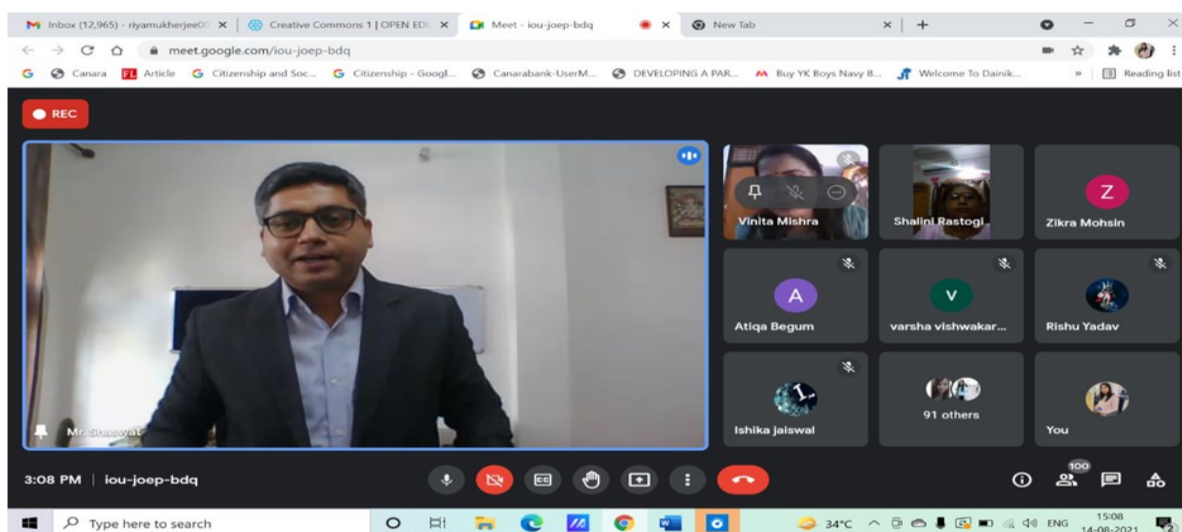 Inbox (12,965) - riyamukherjee00
Creative Commons 1 | OPEN EDU
Meet - iou-joep-bdq
New Tab
meet.google.com/iou-joep-bdq
Canara
FL Article
Citizenship and Soc...
Citizenship - Googl...
Canarabank-UserM...
DEVELOPING A PAR...
Buy YK Boys Navy B...
Welcome To Dainik...
»
Reading list
REC
Vinita Mishra
Shalini Rastogi
Z
Zikra Mohsin
A
Atiqa Begum
v
varsha vishwakar...
Rishu Yadav
Ishika jaiswal
91 others
You
Mr. Shaswat
3:08 PM | iou-joep-bdq
CC
100
Type here to search
34°C
ENG
15:08
14-08-2021
2